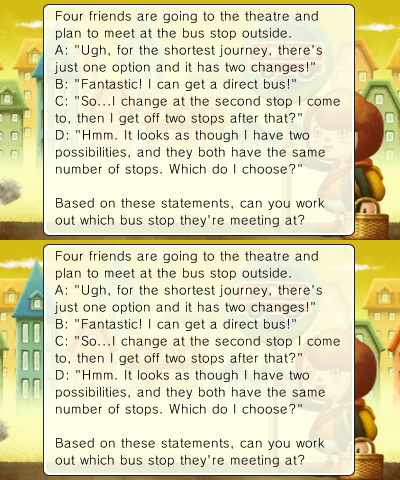 Four friends are going to the theatre and
plan to meet at the bus stop outside.
A: "Ugh, for the shortest journey, there's
just one option and it has two changes!"
B: "Fantastic! I can get a direct bus!"
C: "So...I change at the second stop I come
to, then I get off two stops after that?"
D: "Hmm. It looks as though I have two
possibilities, and they both have the same
number of stops. Which do I choose?"
Based on these statements, can you work
out which bus stop they're meeting at?
Four friends are going to the theatre and
plan to meet at the bus stop outside.
A: "Ugh, for the shortest journey, there's
just one option and it has two changes!"
B: "Fantastic! I can get a direct bus!"
C: "So...I change at the second stop I come
to, then I get off two stops after that?"
D: "Hmm. It looks as though I have two
possibilities, and they both have the same
number of stops. Which do I choose?"
Based on these statements, can you work
out which bus stop they're meeting at?